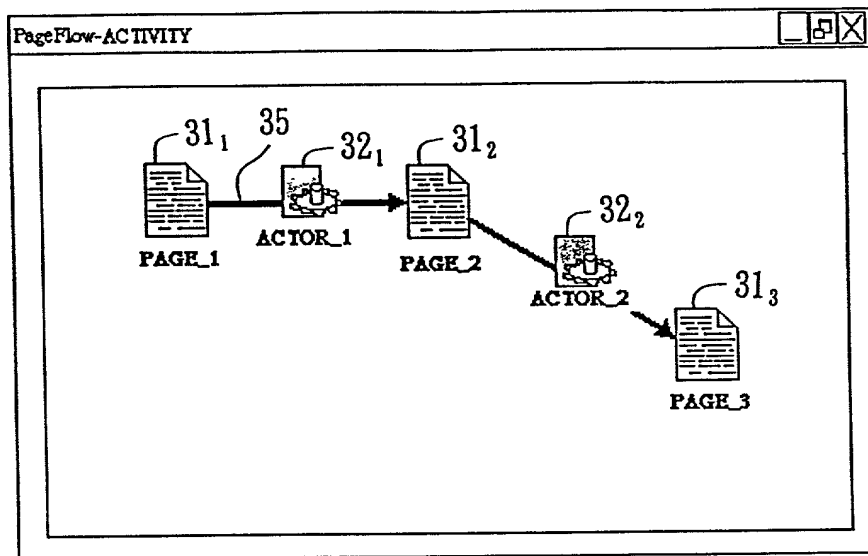 PageFlow-ACTIVITY
31₁ 35 32₁ 31₂
PAGE_1 ACTOR_1 PAGE_2
32₂
ACTOR_2
31₃
PAGE_3